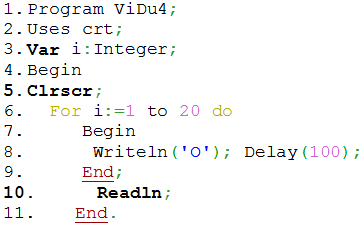 1. Program ViDu4;
2. Uses crt;
3. Var i:Integer;
4. Begin
5. Clrscr;
6. For i:=1 to 20 do
7. Begin
8. Writeln('O'); Delay(100);
9. End;
10. Readln;
11. End.